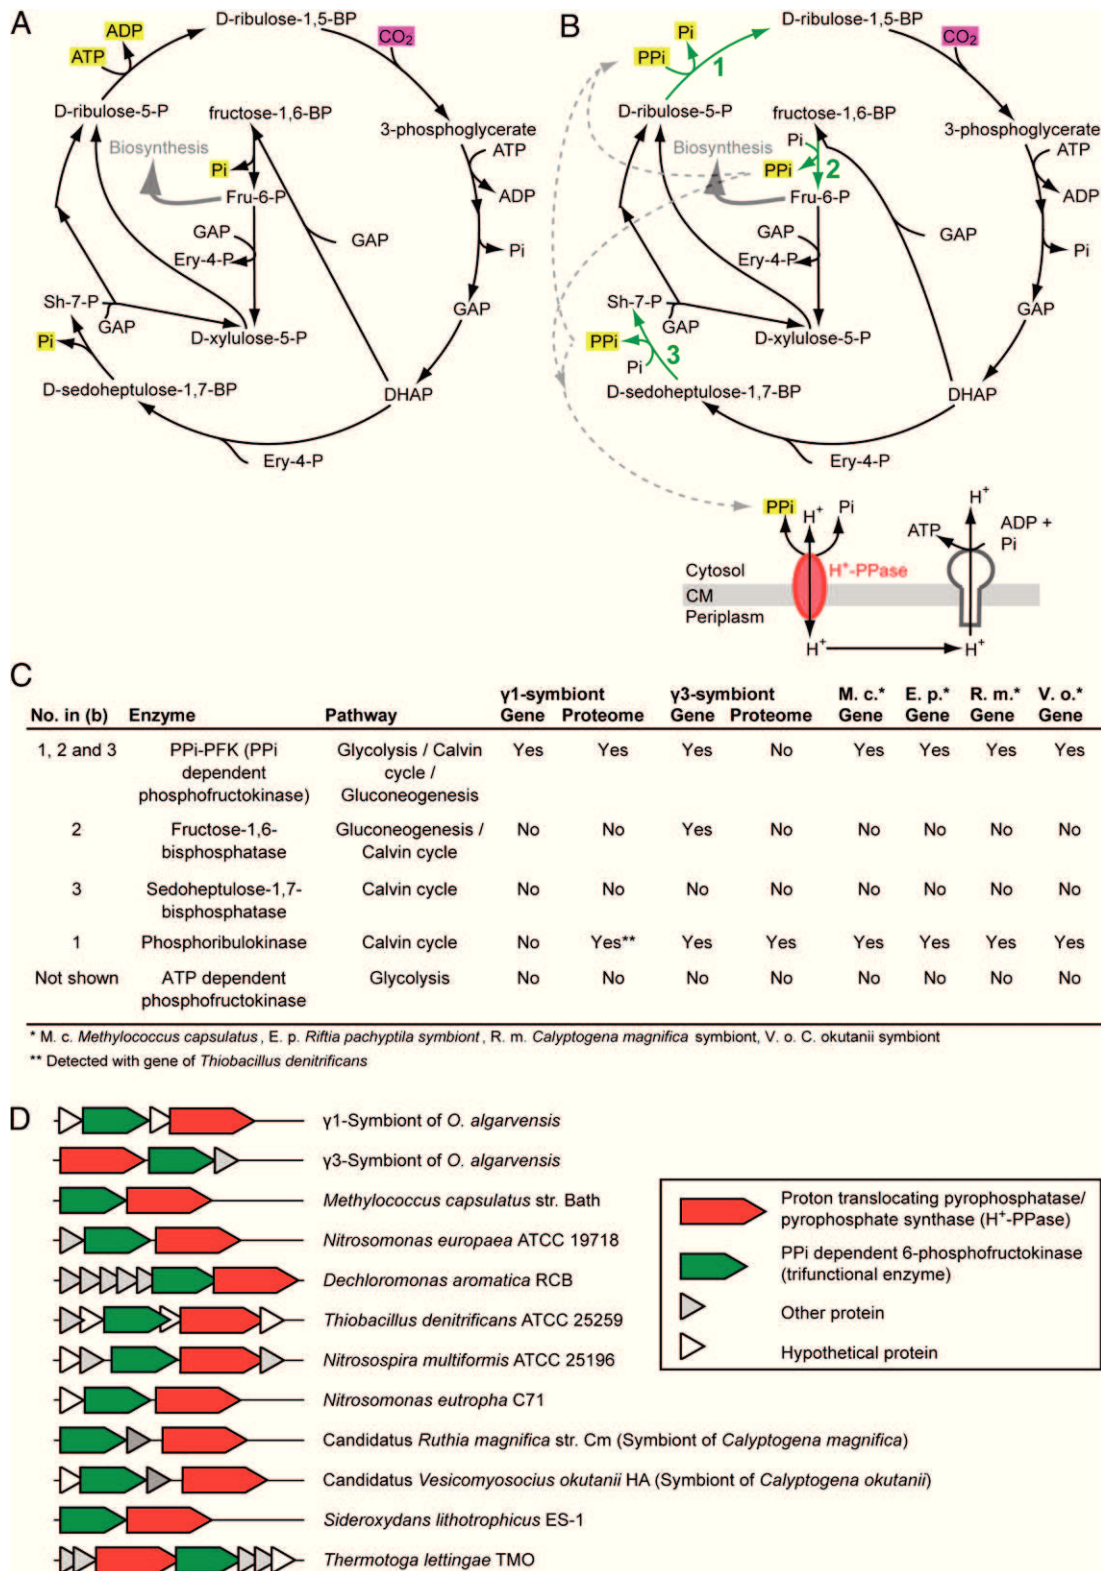 A
D-ribulose-1,5-BP
ADP
ATP
CO2
D-ribulose-5-P
fructose-1,6-BP
3-phosphoglycerate
Biosynthesis
ATP
Pi
ADP
Fru-6-P
GAP
GAP
Pi
Ery-4-P
Sh-7-P
GAP
GAP
D-xylulose-5-P
Pi
D-sedoheptulose-1,7-BP
DHAP
Ery-4-P
B
D-ribulose-1,5-BP
Pi
PPi
1
CO2
D-ribulose-5-P
fructose-1,6-BP
3-phosphoglycerate
Pi
Biosynthesis
ATP
PPi
2
ADP
Fru-6-P
GAP
GAP
Pi
Ery-4-P
Sh-7-P
GAP
GAP
D-xylulose-5-P
PPi
3
Pi
D-sedoheptulose-1,7-BP
DHAP
Ery-4-P
PPi
H+
Pi
H+
ATP
ADP +
Pi
Cytosol
H+-PPase
CM
Periplasm
H+
H+
C
γ1-symbiont γ3-symbiont M. c.* E. p.* R. m.* V. o.*
No. in (b) Enzyme Pathway Gene Proteome Gene Proteome Gene Gene Gene Gene
1, 2 and 3 PPi-PFK (PPi Glycolysis / Calvin Yes Yes Yes No Yes Yes Yes Yes
dependent cycle /
phosphofructokinase) Gluconeogenesis
2 Fructose-1,6- Gluconeogenesis / No No Yes No No No No No
bisphosphatase Calvin cycle
3 Sedoheptulose-1,7- Calvin cycle No No No No No No No No
bisphosphatase
1 Phosphoribulokinase Calvin cycle No Yes** Yes Yes Yes Yes Yes Yes
Not shown ATP dependent Glycolysis No No No No No No No No
phosphofructokinase
* M. c. Methylococcus capsulatus, E. p. Riftia pachyptila symbiont, R. m. Calyptogena magnifica symbiont, V. o. C. okutanii symbiont
** Detected with gene of Thiobacillus denitrificans
D
γ1-Symbiont of O. algarvensis
γ3-Symbiont of O. algarvensis
Methylococcus capsulatus str. Bath
Nitrosomonas europaea ATCC 19718
Dechloromonas aromatica RCB
Thiobacillus denitrificans ATCC 25259
Nitrosospira multiformis ATCC 25196
Nitrosomonas eutropha C71
Candidatus Ruthia magnifica str. Cm (Symbiont of Calyptogena magnifica)
Candidatus Vesicomyosocius okutanii HA (Symbiont of Calyptogena okutanii)
Sideroxydans lithotrophicus ES-1
Thermotoga lettingae TMO
Proton translocating pyrophosphatase/
pyrophosphate synthase (H+-PPase)
PPi dependent 6-phosphofructokinase
(trifunctional enzyme)
Other protein
Hypothetical protein